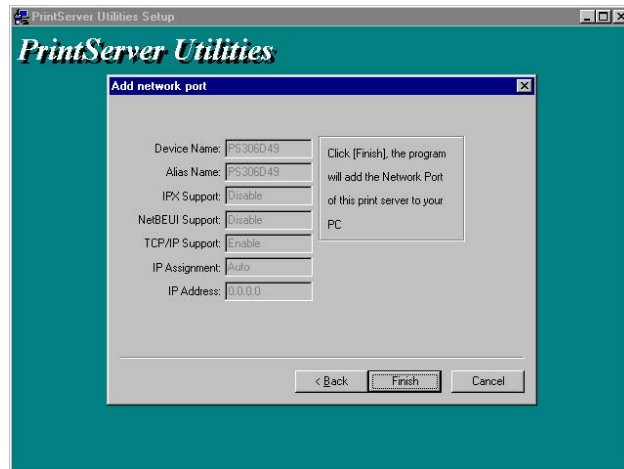 PrintServer Utilities Setup
PrintServer Utilities
Add network port
Device Name: PS306D49
Alias Name: PS306D49
IPX Support: Disable
NetBEUI Support: Disable
TCP/IP Support: Enable
IP Assignment: Auto
IP Address: 0.0.0.0
Click [Finish], the program
will add the Network Port
of this print server to your
PC
< Back
Finish
Cancel